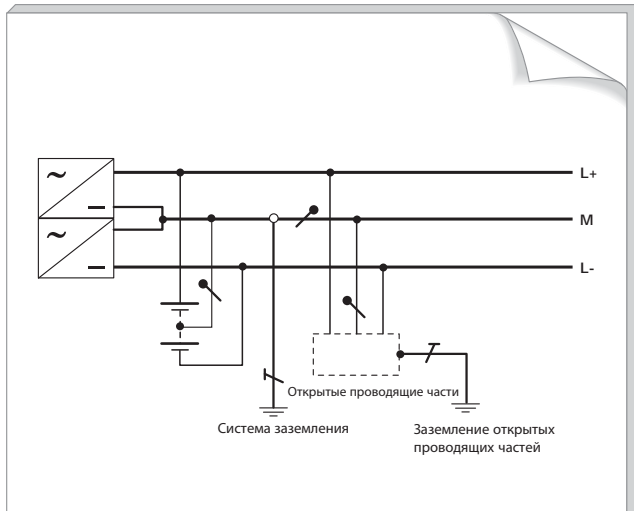 L+
M
L-
Открытые проводящие части
Система заземления
Заземление открытых
проводящих частей